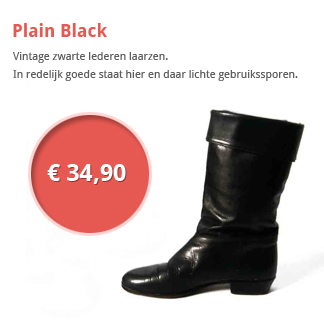 Plain Black
Vintage zwarte lederen laarzen.
In redelijk goede staat hier en daar lichte gebruikssporen.
€ 34,90